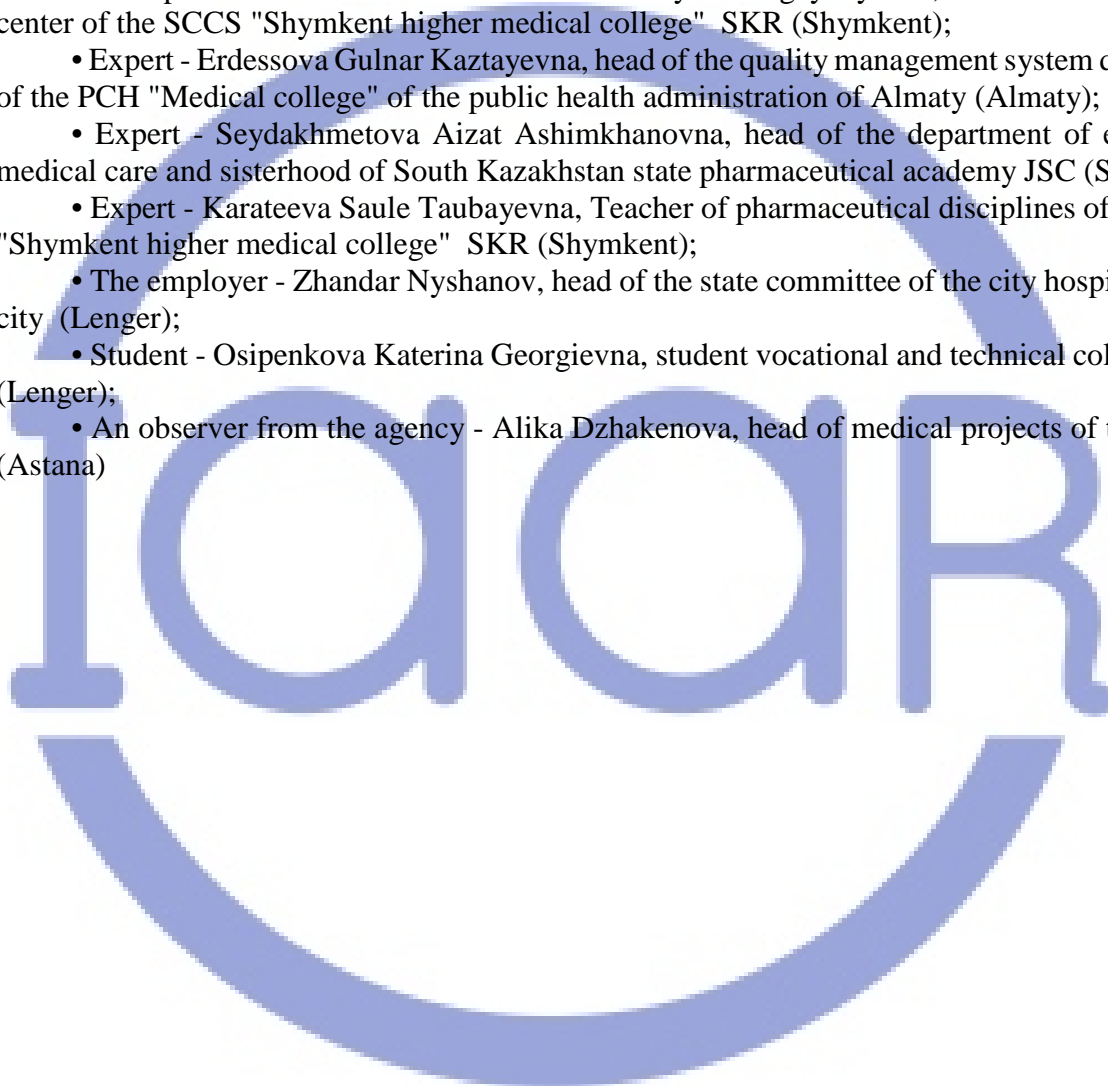 center of the SCCS "Shymkent higher medical college" SKR (Shymkent);
• Expert - Erdessova Gulnar Kaztayevna, head of the quality management system
of the PCH "Medical college" of the public health administration of Almaty (Almaty);
• Expert - Seydakhmetova Aizat Ashimkhanovna, head of the department of
medical care and sisterhood of South Kazakhstan state pharmaceutical academy JSC
• Expert - Karateeva Saule Taubayevna, Teacher of pharmaceutical disciplines of
"Shymkent higher medical college" SKR (Shymkent);
• The employer - Zhandar Nyshanov, head of the state committee of the city
city (Lenger);
• Student - Osipenkova Katerina Georgievna, student vocational and technical
(Lenger);
• An observer from the agency - Alika Dzhakenova, head of medical projects of
(Astana)
IaaR